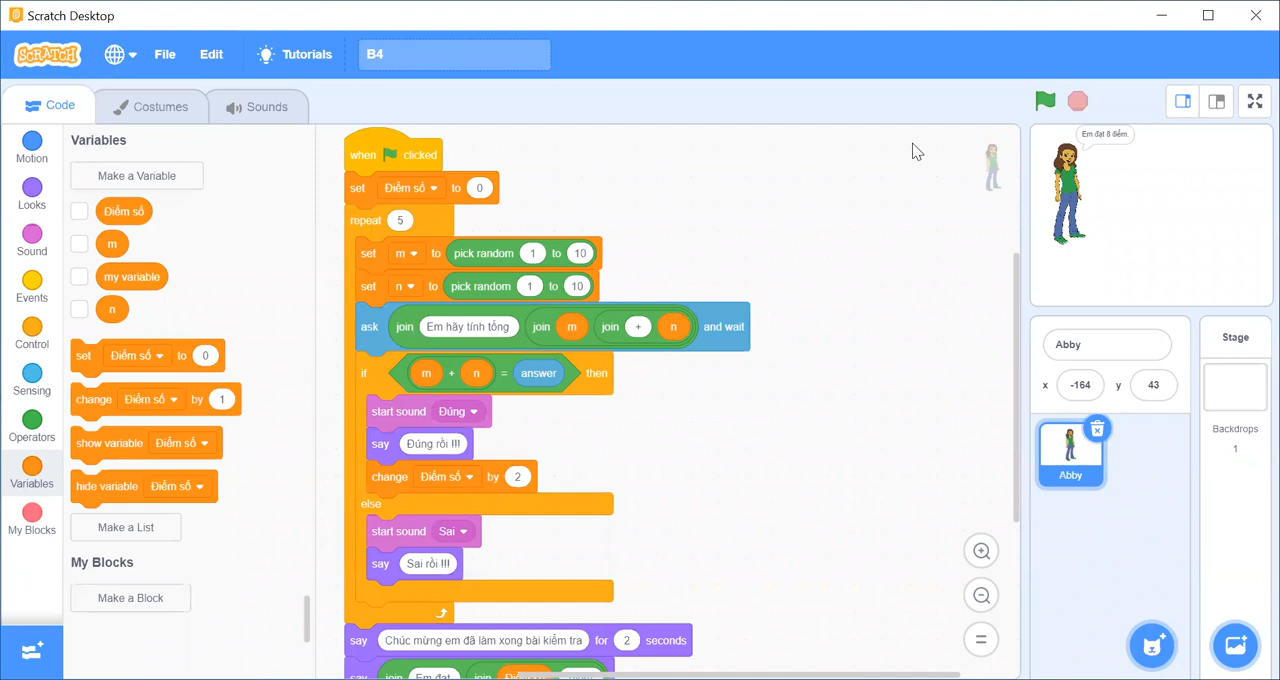 Scratch Desktop
SCRATCH File Edit Tutorials B4
Code Costumes Sounds
Motion
Looks
Sound
Events
Control
Sensing
Operators
Variables
My Blocks
Variables
Make a Variable
Điểm số
m
my variable
n
set Điểm số to 0
change Điểm số by 1
show variable Điểm số
hide variable Điểm số
Make a List
My Blocks
Make a Block
when clicked
set Điểm số to 0
repeat 5
set m to pick random 1 to 10
set n to pick random 1 to 10
ask join Em hãy tính tổng join m join + n and wait
if m + n = answer then
start sound Đúng
say Đúng rồi !!!
change Điểm số by 2
else
start sound Sai
say Sai rồi !!!
say Chúc mừng em đã làm xong bài kiểm tra for 2 seconds
say join Em đạt join
Em đạt 8 điểm.
Abby
x -164 y 43
Abby
Stage
Backdrops
1